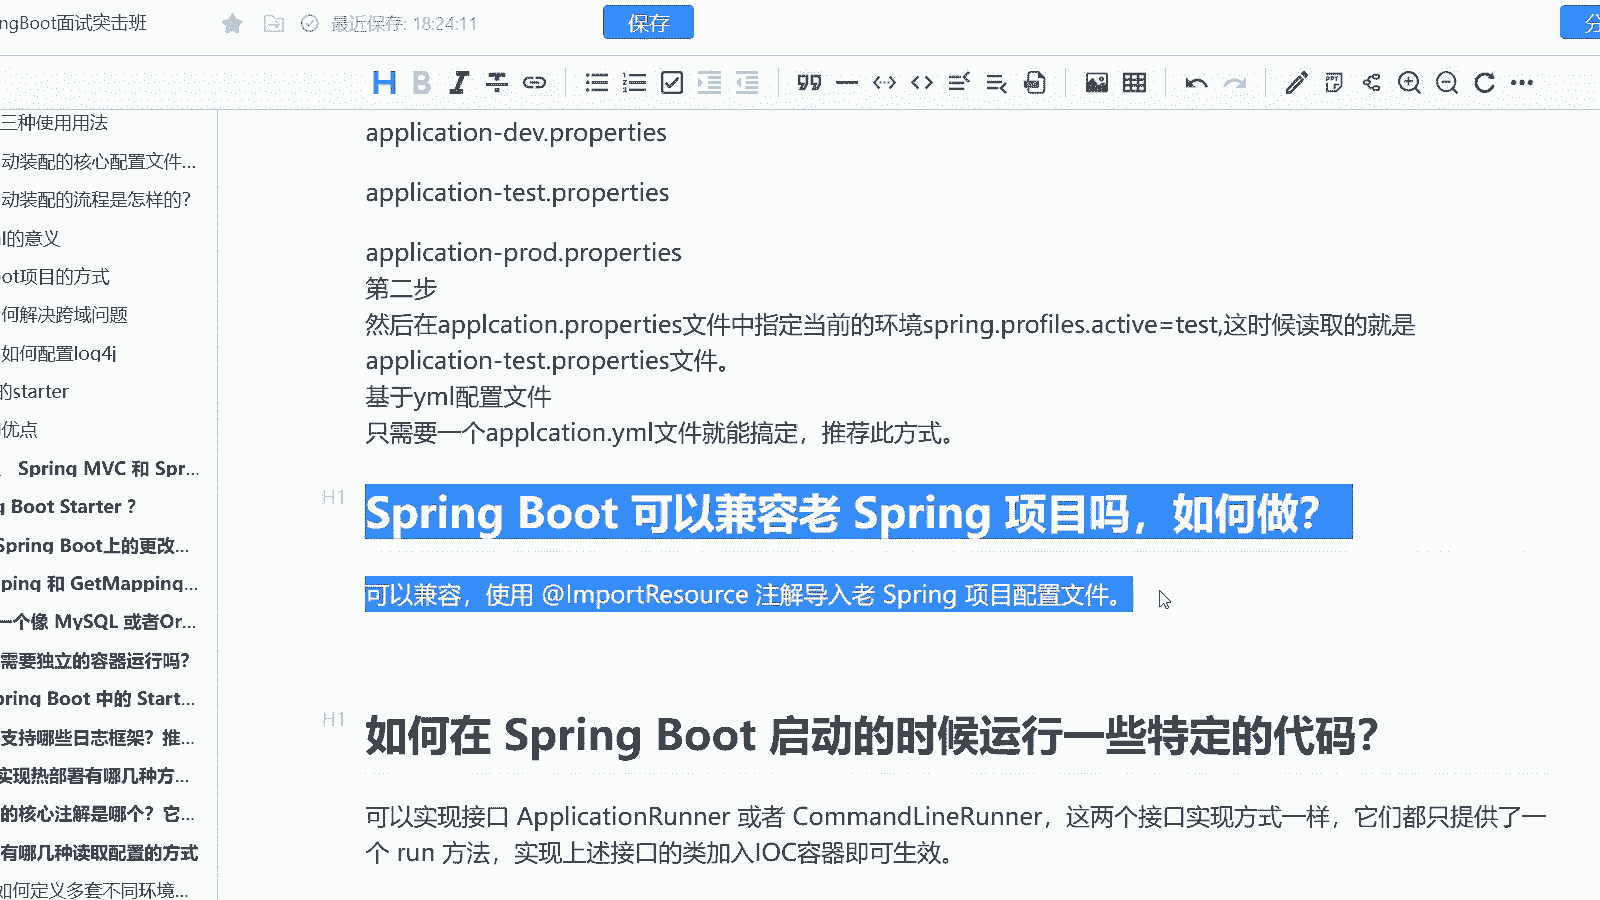 ngBoot面试突击班
最近保存: 18:24:11
保存
分
三种使用用法
动装配的核心配置文件...
动装配的流程是怎样的?
l的意义
ot项目的方式
何解决跨域问题
如何配置log4j
的starter
优点
Spring MVC 和 Spr...
g Boot Starter ?
Spring Boot上的更改...
ping 和 GetMapping...
一个像 MySQL 或者Or...
需要独立的容器运行吗?
pring Boot 中的 Start...
支持哪些日志框架？推...
实现热部署有哪几种方...
的核心注解是哪个？它...
有哪几种读取配置的方式
如何定义多套不同环境...
application-dev.properties
application-test.properties
application-prod.properties
第二步
然后在applcation.properties文件中指定当前的环境spring.profiles.active=test,这时候读取的就是
application-test.properties文件。
基于yml配置文件
只需要一个applcation.yml文件就能搞定，推荐此方式。
H1
Spring Boot 可以兼容老 Spring 项目吗，如何做？
可以兼容，使用 @ImportResource 注解导入老 Spring 项目配置文件。
H1
如何在 Spring Boot 启动的时候运行一些特定的代码？
可以实现接口 ApplicationRunner 或者 CommandLineRunner，这两个接口实现方式一样，它们都只提供了一
个 run 方法，实现上述接口的类加入IOC容器即可生效。